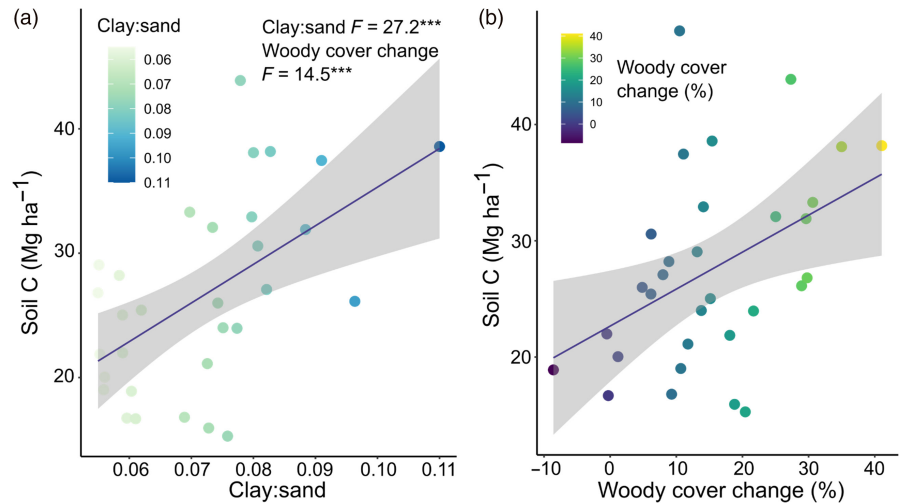 (a)
Clay:sand
0.06
0.07
0.08
0.09
0.10
0.11
Clay:sand F = 27.2***
Woody cover change
F = 14.5***
40
30
20
Soil C (Mg ha−1)
0.06 0.07 0.08 0.09 0.10 0.11
Clay:sand
(b)
40
30
20
10
0
Woody cover
change (%)
40
30
20
Soil C (Mg ha−1)
−10 0 10 20 30 40
Woody cover change (%)